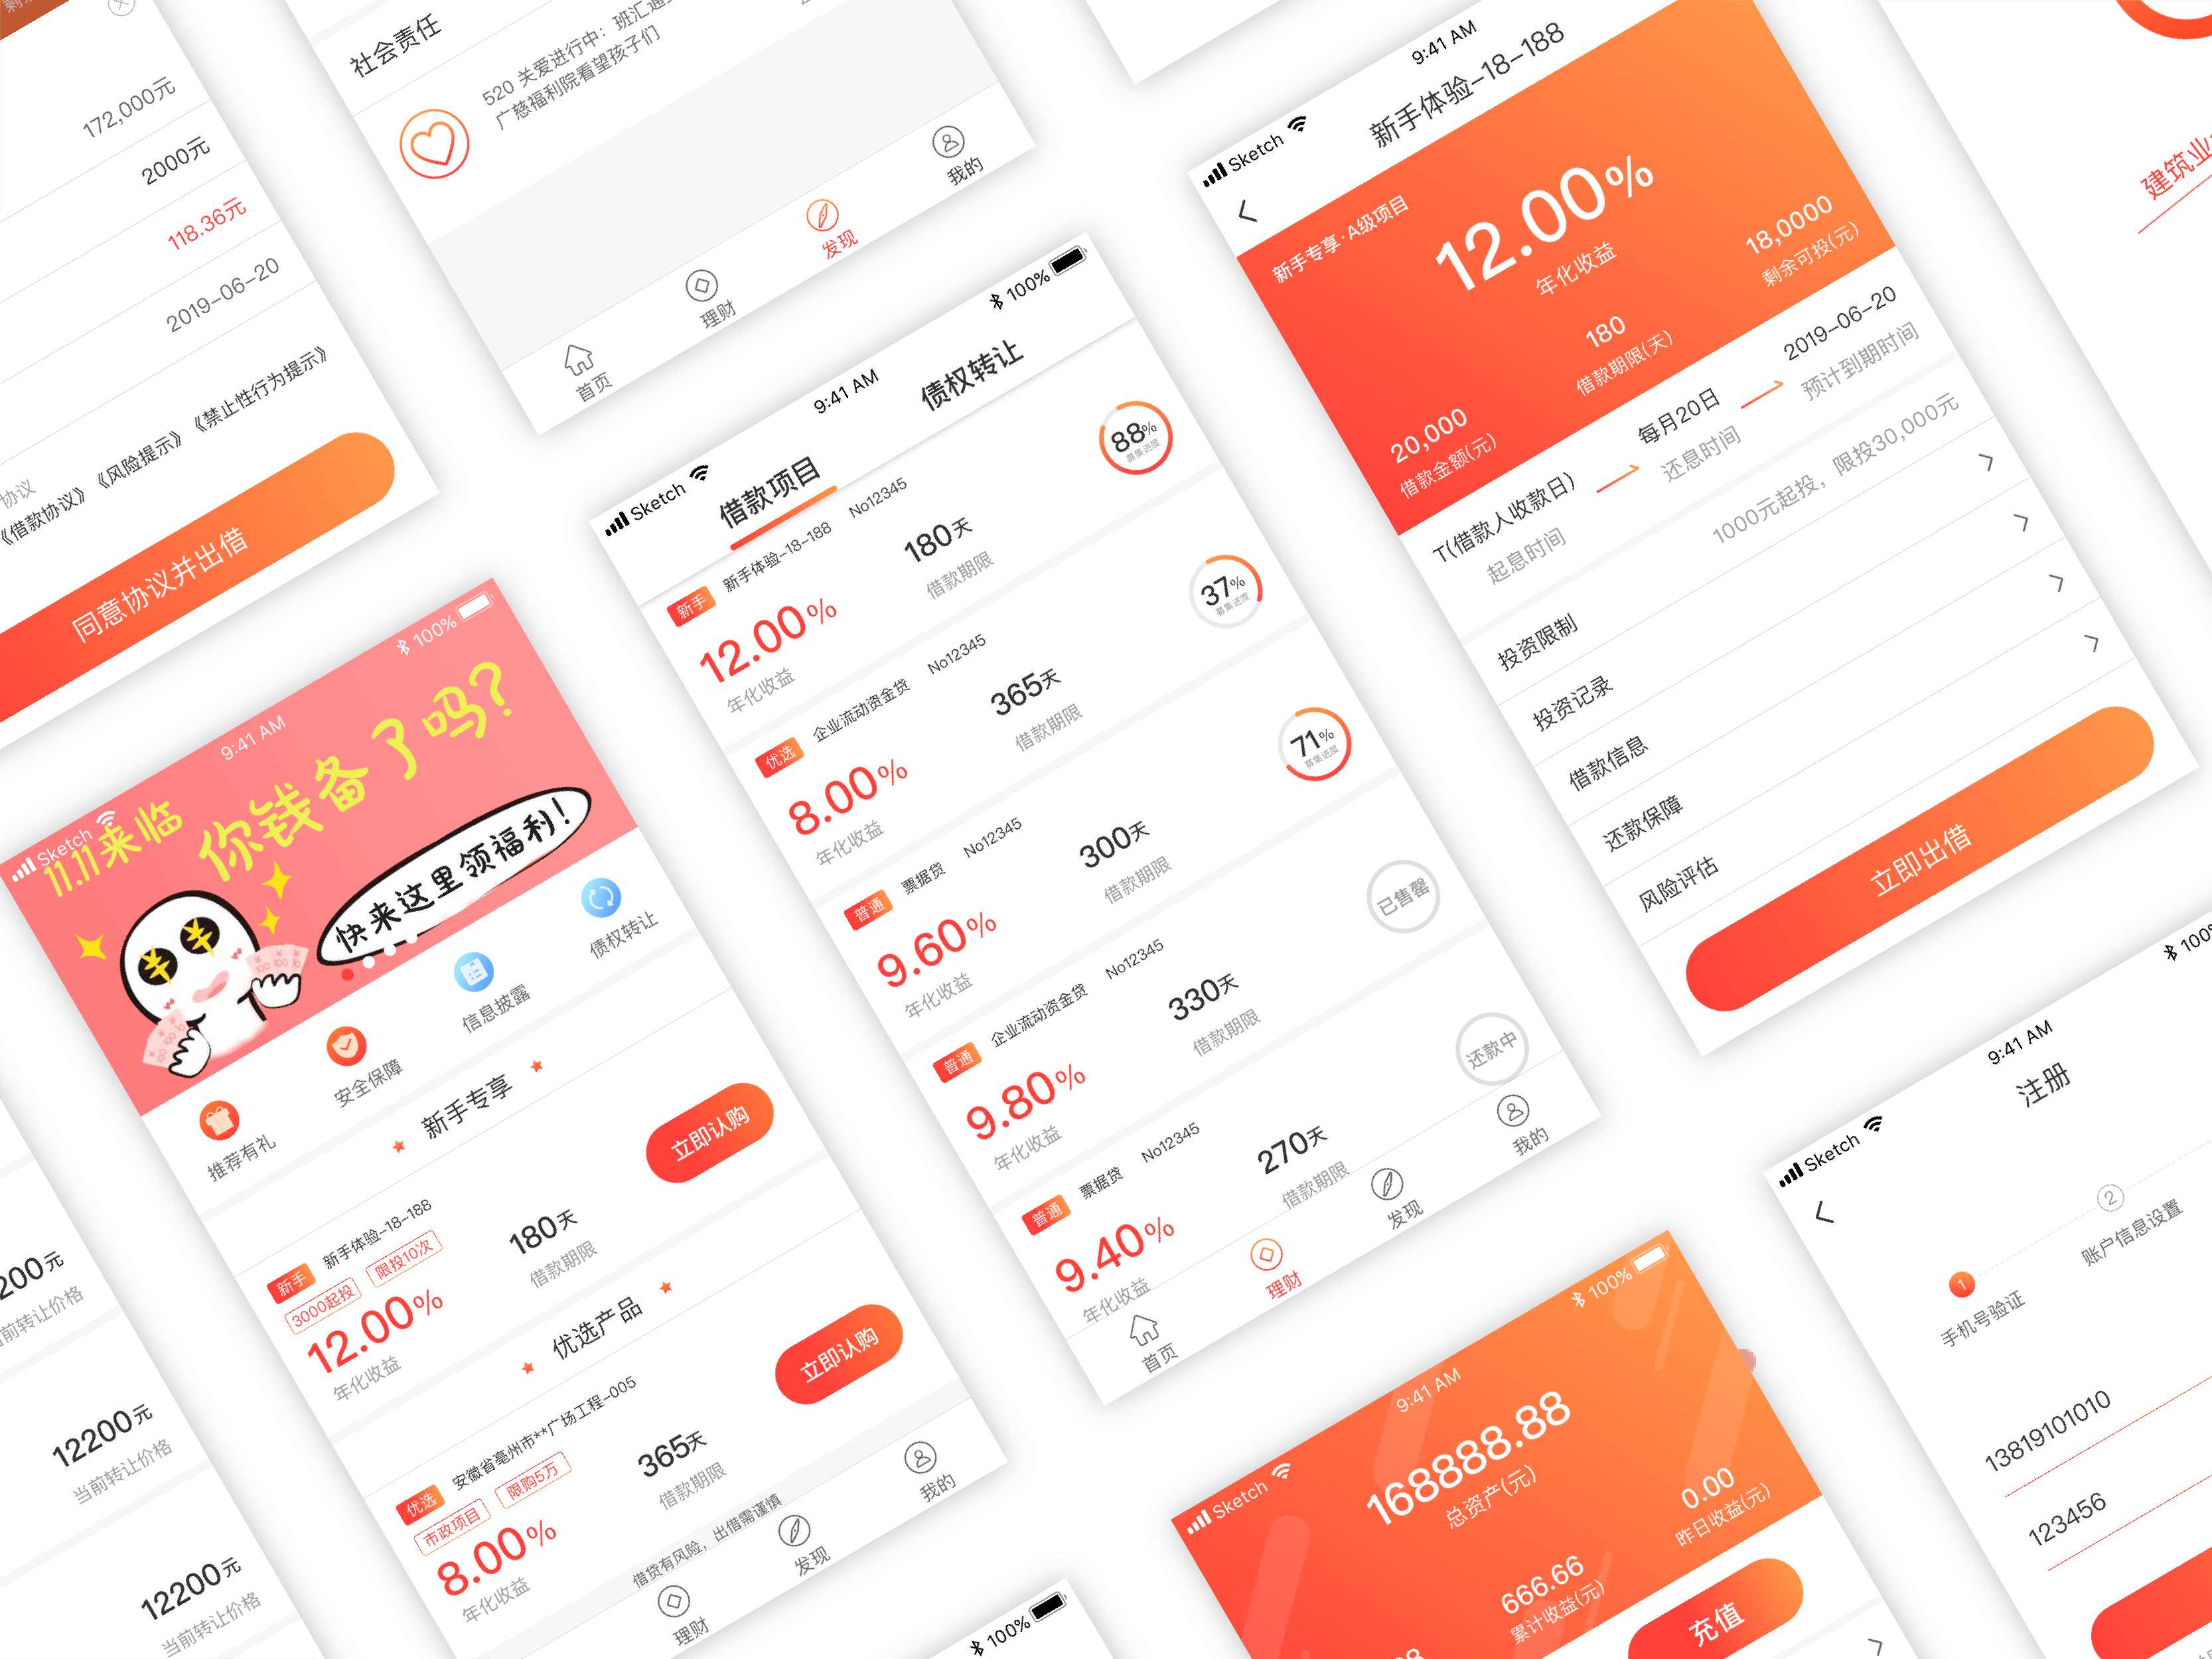 172,000元
2000元
118.36元
2019-06-20
《借款协议》《风险提示》《禁止性行为提示》
同意协议并出借
社会责任
520 关爱进行中：班汇通
广慈福利院看望孩子们
首页
理财
发现
我的
Sketch
9:41 AM
100%
11.11来临
你钱备了吗?
快来这里领福利!
推荐有礼
安全保障
信息披露
债权转让
新手专享
新手
新手体验-18-188
3000起投
限投10次
12.00%
年化收益
180天
借款期限
立即认购
优选产品
优选
安徽省亳州市**广场工程-005
市政项目
限购5万
8.00%
年化收益
365天
借款期限
立即认购
借贷有风险，出借需谨慎
首页
理财
发现
我的
Sketch
9:41 AM
100%
借款项目
债权转让
新手
新手体验-18-188
No12345
12.00%
年化收益
180天
借款期限
88%
募集进度
优选
企业流动资金贷
No12345
8.00%
年化收益
365天
借款期限
37%
募集进度
普通
票据贷
No12345
9.60%
年化收益
300天
借款期限
71%
募集进度
普通
企业流动资金贷
No12345
9.80%
年化收益
330天
借款期限
已售罄
普通
票据贷
No12345
9.40%
年化收益
270天
借款期限
还款中
首页
理财
发现
我的
Sketch
9:41 AM
新手体验-18-188
新手专享·A级项目
12.00%
年化收益
20,000
借款金额(元)
180
借款期限(天)
18,0000
剩余可投(元)
T(借款人收款日)
起息时间
每月20日
还息时间
2019-06-20
预计到期时间
投资限制
1000元起投，限投30,000元
投资记录
借款信息
还款保障
风险评估
立即出借
建筑业
Sketch
9:41 AM
注册
1
手机号验证
2
账户信息设置
13819101010
123456
Sketch
9:41 AM
100%
168888.88
总资产(元)
666.66
累计收益(元)
0.00
昨日收益(元)
充值
12200元
当前转让价格
12200元
当前转让价格
100%